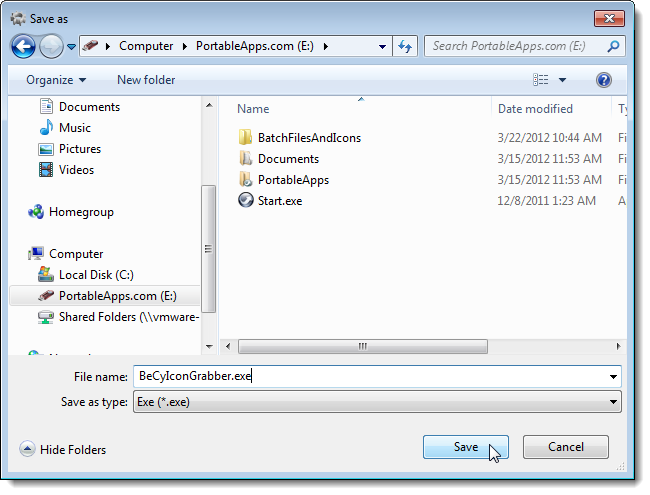 Save as
Computer PortableApps.com (E:) Search PortableApps.com (E:)
Organize New folder
Documents
Music
Pictures
Videos
Homegroup
Computer
Local Disk (C:)
PortableApps.com (E:)
Shared Folders (\\vmware-
Name Date modified
BatchFilesAndIcons 3/22/2012 10:44 AM Fi
Documents 3/15/2012 11:53 AM Fi
PortableApps 3/15/2012 11:53 AM Fi
Start.exe 12/8/2011 1:23 AM A
File name: BeCyIconGrabber.exe
Save as type: Exe (*.exe)
Hide Folders Save Cancel